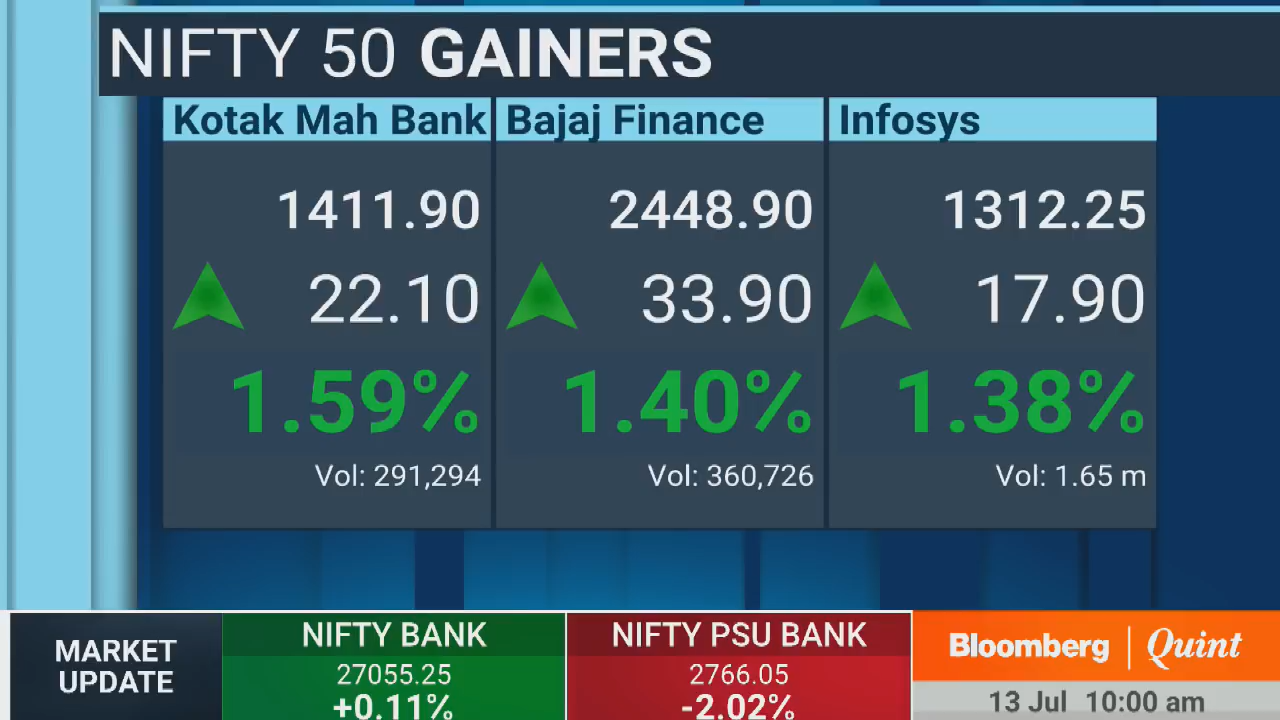 NIFTY 50 GAINERS
Kotak Mah Bank
1411.90
22.10
1.59%
Vol: 291,294
Bajaj Finance
2448.90
33.90
1.40%
Vol: 360,726
Infosys
1312.25
17.90
1.38%
Vol: 1.65 m
MARKET
UPDATE
NIFTY BANK
27055.25
+0.11%
NIFTY PSU BANK
2766.05
-2.02%
Bloomberg | Quint
13 Jul 10:00 am